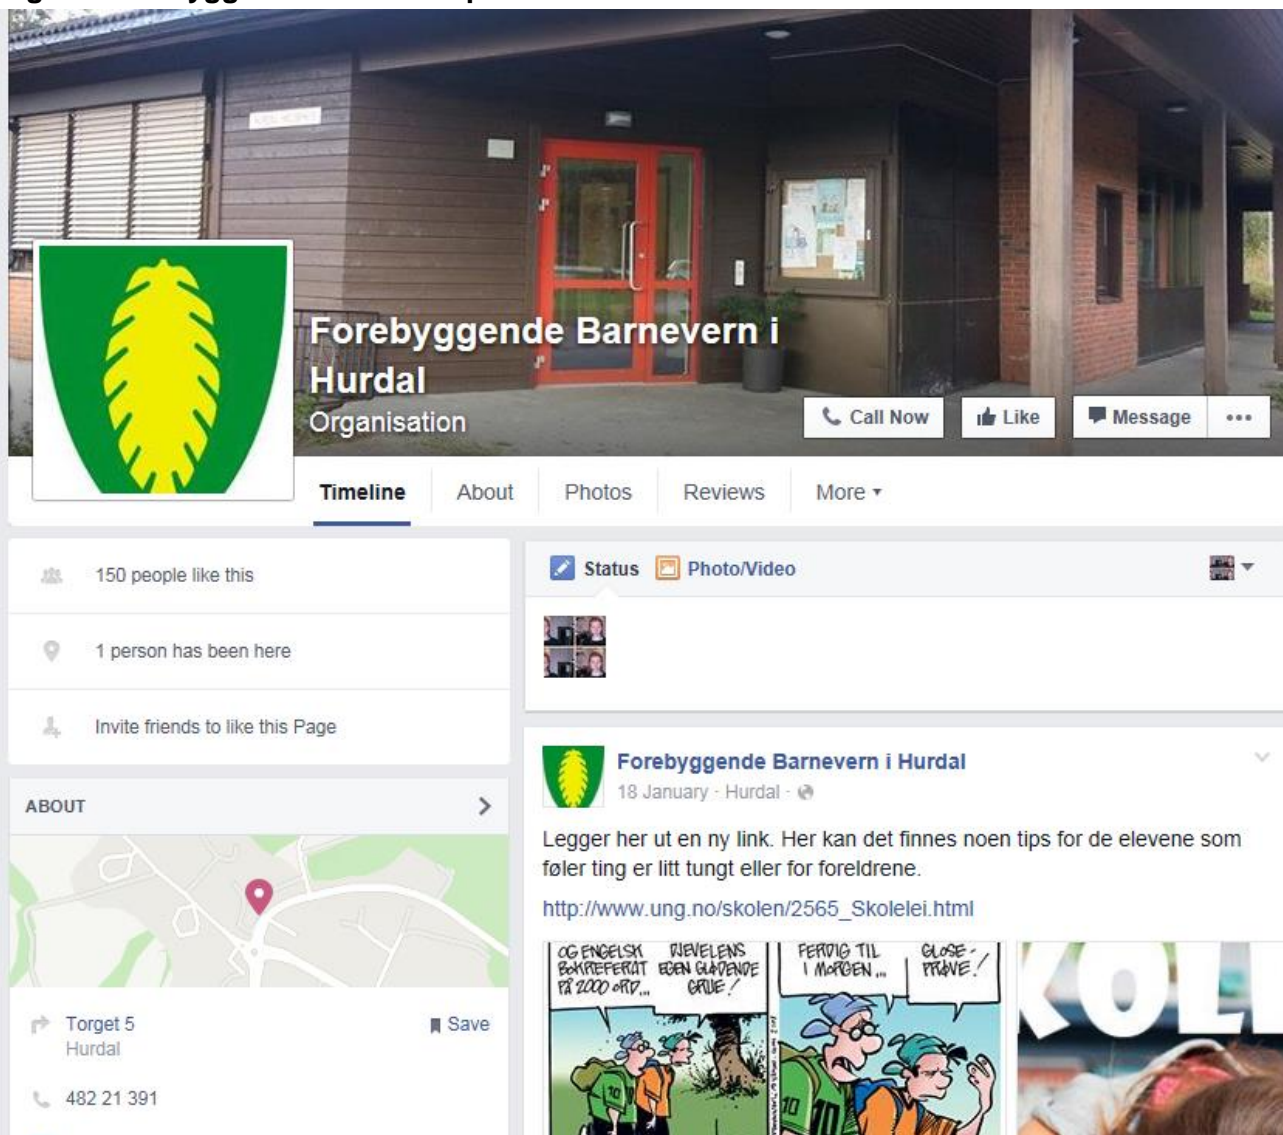 Forebyggende Barnevern i
Hurdal
Organisation
Call Now
Like
Message
Timeline
About
Photos
Reviews
More
150 people like this
1 person has been here
Invite friends to like this Page
ABOUT
Torget 5
Hurdal
Save
482 21 391
Status
Photo/Video
Forebyggende Barnevern i Hurdal
18 January · Hurdal ·
Legger her ut en ny link. Her kan det finnes noen tips for de elevene som
føler ting er litt tungt eller for foreldrene.
http://www.ung.no/skolen/2565_Skolelei.html
OG ENGELSK
BOKREFERAT
PÅ 2000 ORD...
DJEVELENS
EGEN GLØDENDE
GRUE!
FERDIG TIL
I MORGEN...
GLOSE-
PRØVE!
10
10